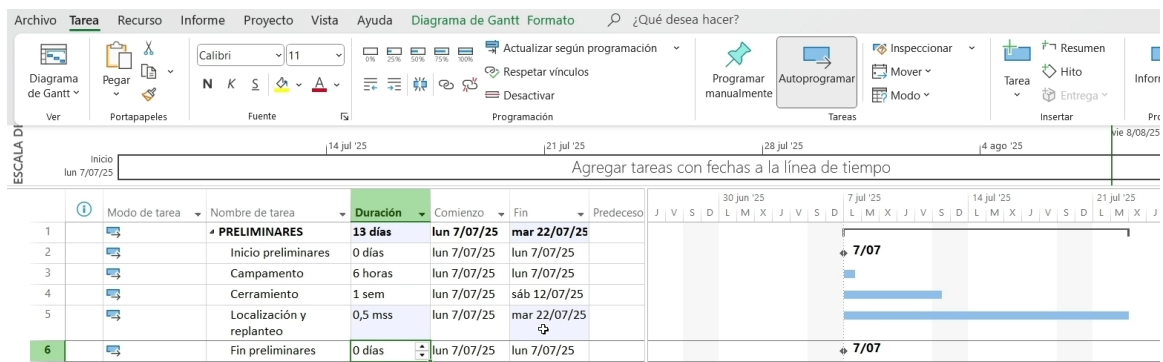 Archivo Tarea Recurso Informe Proyecto Vista Ayuda Diagrama de Gantt Formato ¿Qué desea hacer?
Diagrama de Gantt
Ver
Pegar
Portapapeles
Calibri 11
N K S A
Fuente
0% 25% 50% 75% 100%
Actualizar según programación
Respetar vínculos
Desactivar
Programación
Programar manualmente
Autoprogramar
Inspeccionar
Mover
Modo
Tareas
Tarea
Resumen
Hito
Entrega
Insertar
Inform
Pro
ESCALA DE
vie 8/08/25
14 jul '25 21 jul '25 28 jul '25 4 ago '25
Inicio
lun 7/07/25
Agregar tareas con fechas a la línea de tiempo
Modo de tarea Nombre de tarea Duración Comienzo Fin Predeceso
30 jun '25 7 jul '25 14 jul '25 21 jul '25
J V S D L M X J V S D L M X J V S D L M X J V S D L M X J
1 PRELIMINARES 13 días lun 7/07/25 mar 22/07/25
2 Inicio preliminares 0 días lun 7/07/25 lun 7/07/25 7/07
3 Campamento 6 horas lun 7/07/25 lun 7/07/25
4 Cerramiento 1 sem lun 7/07/25 sáb 12/07/25
5 Localización y replanteo 0,5 mss lun 7/07/25 mar 22/07/25
6 Fin preliminares 0 días lun 7/07/25 lun 7/07/25 7/07